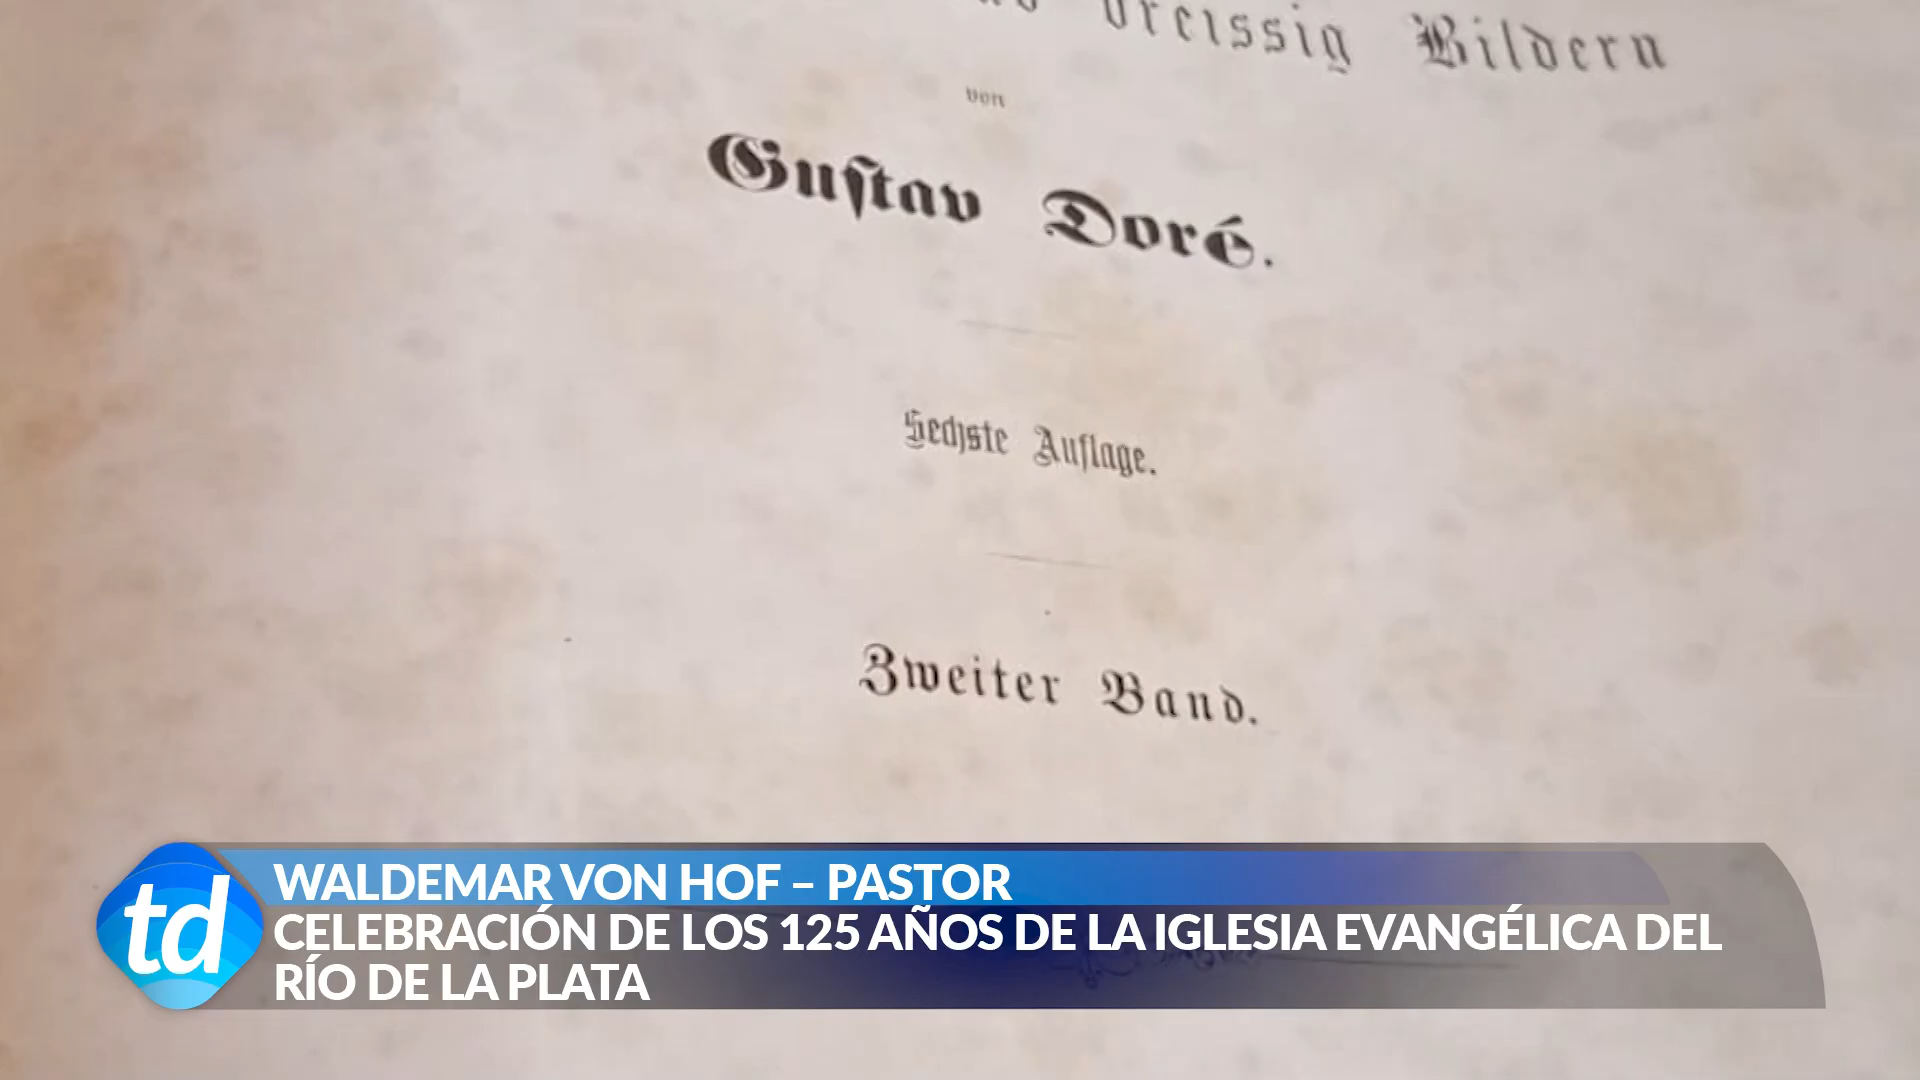 dreissig Bildern
von
Gustav Doré.
Sechste Auflage.
Zweiter Band.
td
WALDEMAR VON HOF – PASTOR
CELEBRACIÓN DE LOS 125 AÑOS DE LA IGLESIA EVANGÉLICA DEL
RÍO DE LA PLATA